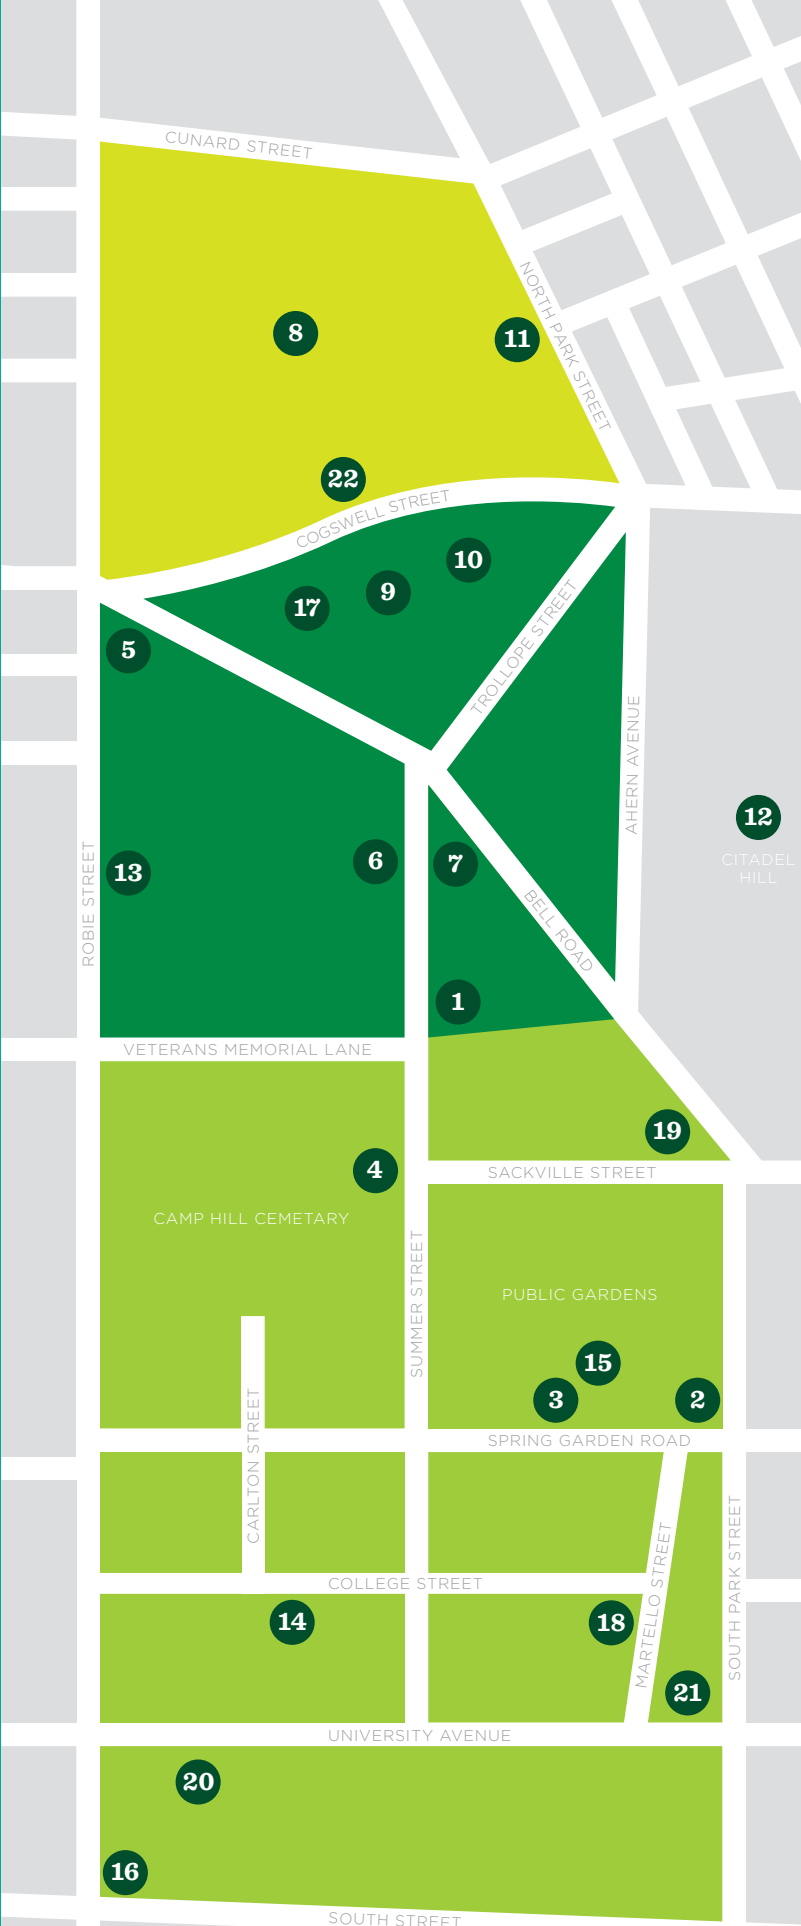 CUNARD STREET
NORTH PARK STREET
8
11
22
COGSWELL STREET
10
9
17
TROLLOPE STREET
5
AHERN AVENUE
12
CITADEL
HILL
ROBIE STREET
13
6
7
BELL ROAD
1
VETERANS MEMORIAL LANE
19
4
SACKVILLE STREET
CAMP HILL CEMETARY
SUMMER STREET
PUBLIC GARDENS
15
3
2
SPRING GARDEN ROAD
CARLTON STREET
SOUTH PARK STREET
MARTELLO STREET
COLLEGE STREET
14
18
21
UNIVERSITY AVENUE
20
16
SOUTH STREET